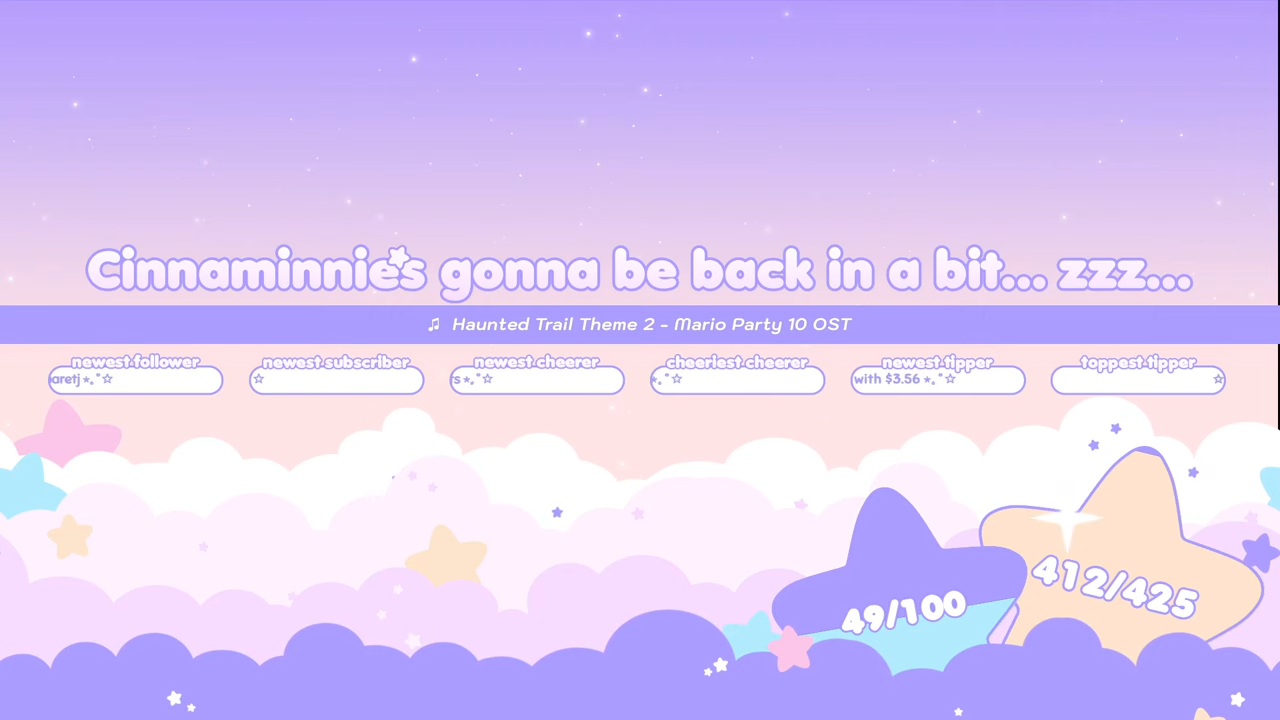 Cinnaminnie's gonna be back in a bit... zzz...
♫ Haunted Trail Theme 2 - Mario Party 10 OST
newest follower
newest subscriber
newest cheerer
cheeriest cheerer
newest tipper
toppest tipper
aretj ⋆｡˚☆
☆
rs ⋆｡˚☆
⋆｡˚☆
with $3.56 ⋆｡˚☆
☆
49/100
412/425